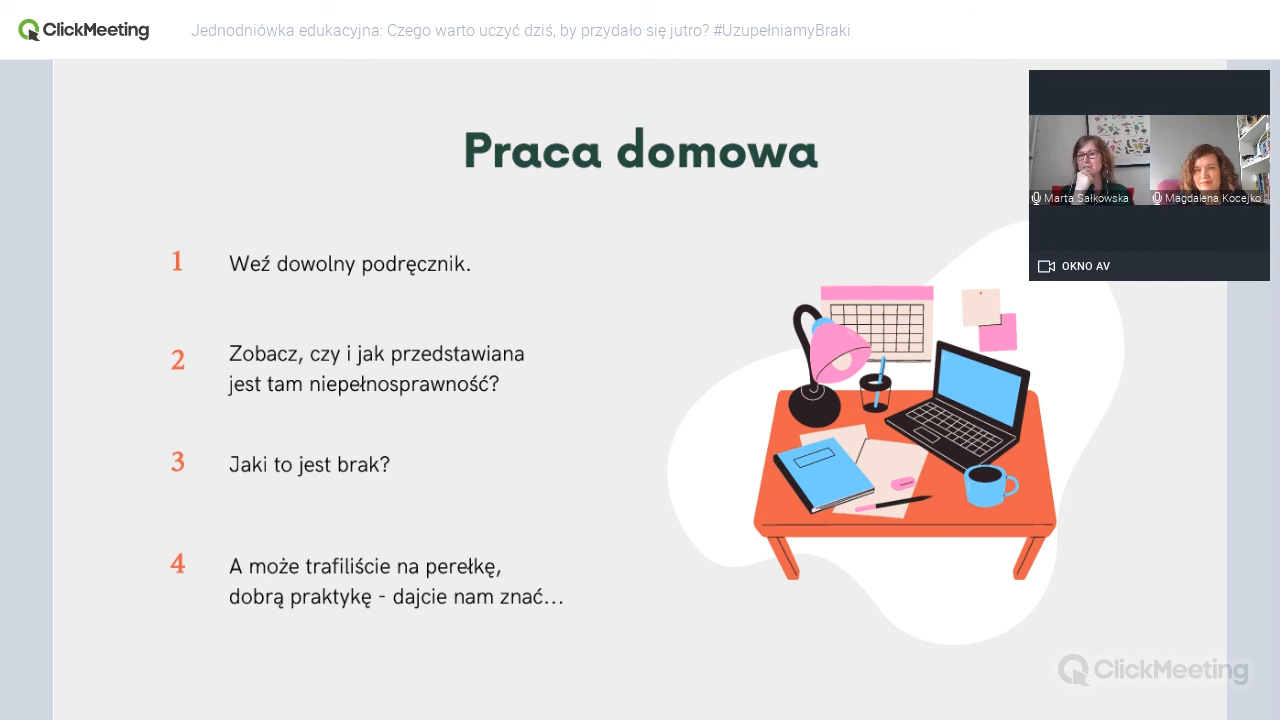 ClickMeeting
Jednodniówka edukacyjna: Czego warto uczyć dziś, by przydało się jutro? #UzupełniamyBraki
Praca domowa
1 Weź dowolny podręcznik.
2 Zobacz, czy i jak przedstawiana
jest tam niepełnosprawność?
3 Jaki to jest brak?
4 A może trafiliście na perełkę,
dobrą praktykę - dajcie nam znać...
Marta Sałkowska
Magdalena Kocejko
OKNO AV
ClickMeeting